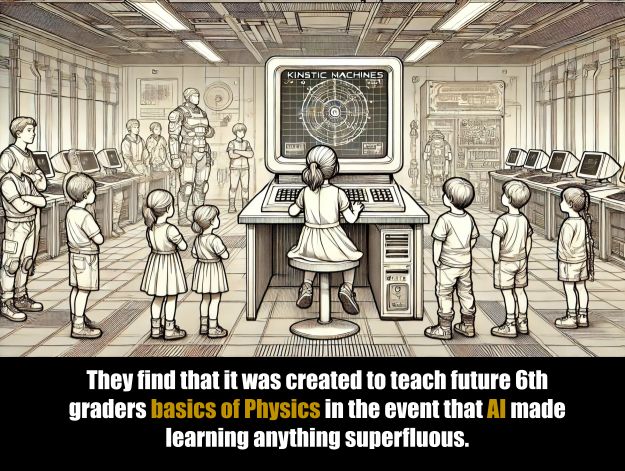 KINSTIC MACHINES
They find that it was created to teach future 6th
graders basics of Physics in the event that AI made
learning anything superfluous.